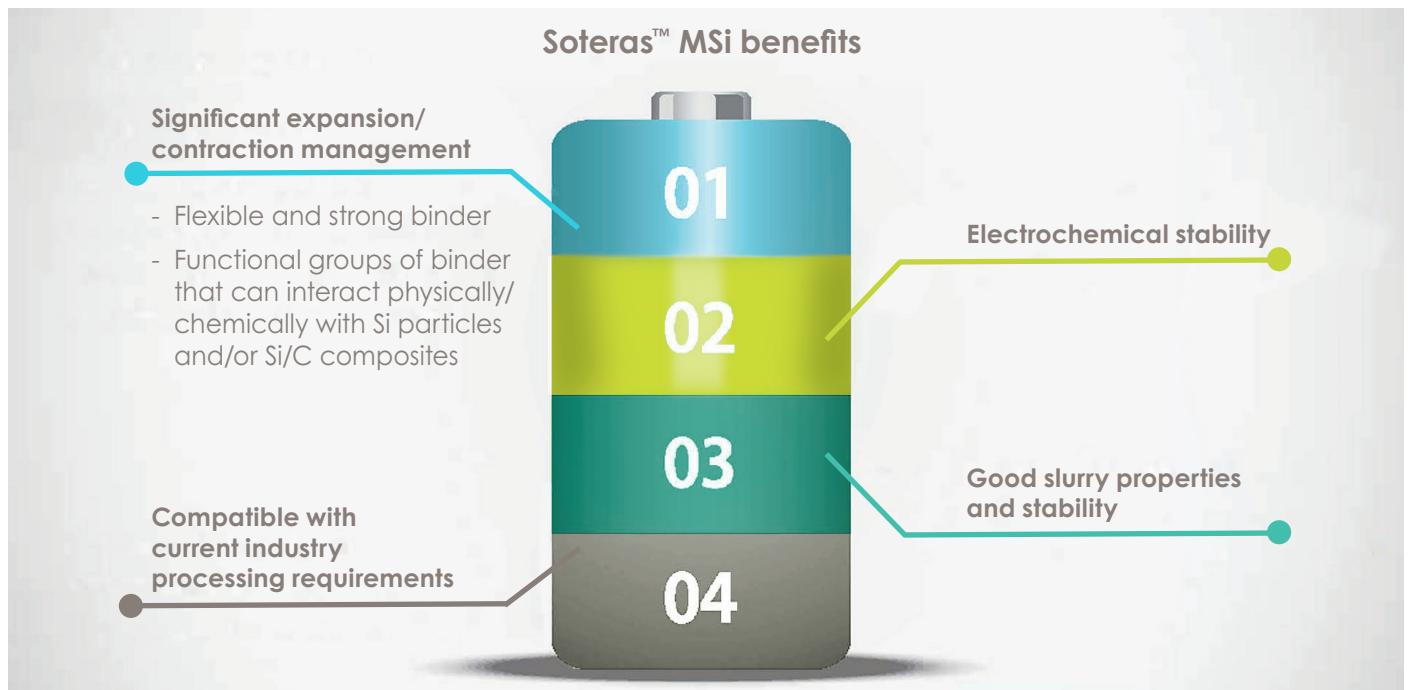 Soteras™ MSi benefits
Significant expansion/
contraction management
- Flexible and strong binder
- Functional groups of binder
that can interact physically/
chemically with Si particles
and/or Si/C composites
01
Electrochemical stability
02
03
Good slurry properties
and stability
Compatible with
current industry
processing requirements
04